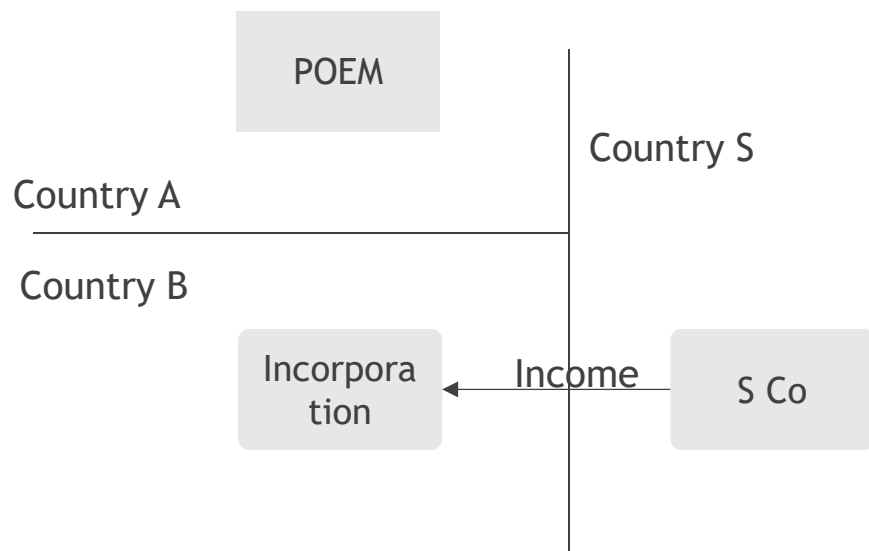 POEM
Country S
Country A
Country B
Incorpora
tion
Income
S Co